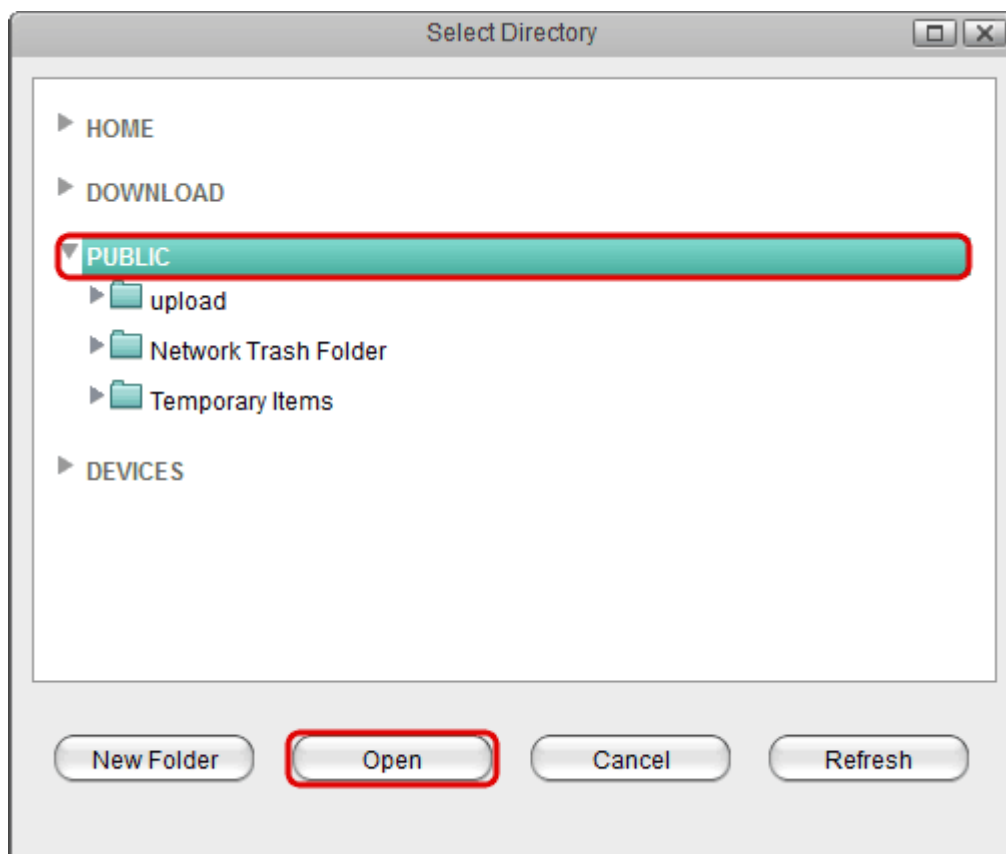 Select Directory
HOME
DOWNLOAD
PUBLIC
upload
Network Trash Folder
Temporary Items
DEVICES
New Folder Open Cancel Refresh